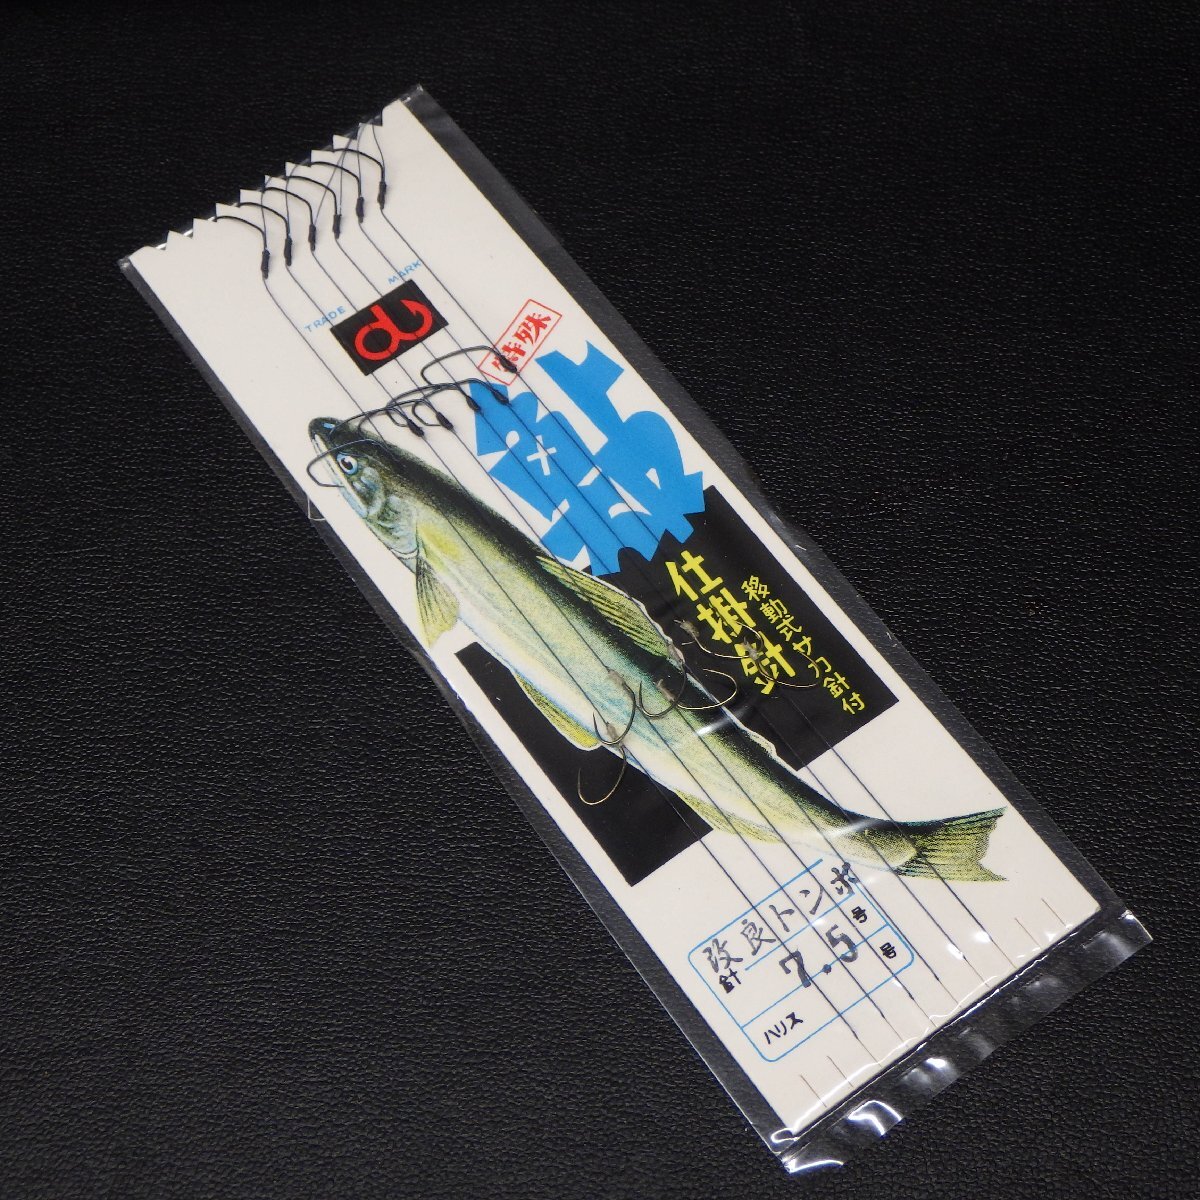 TRADE MARK
特殊
鮎
仕掛針
移動式サカ針付
改良トンボ
針 7.5号
ハリス 号